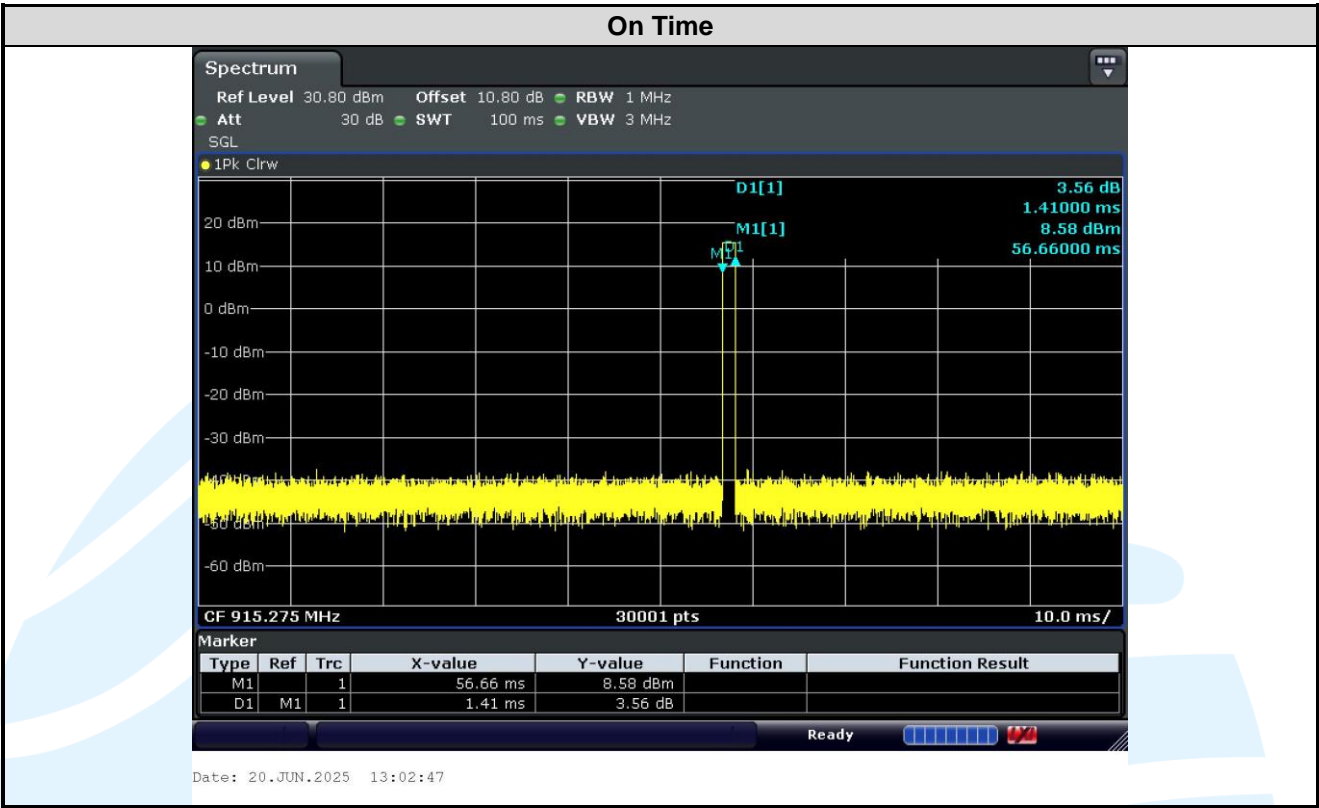 On Time
Spectrum
Ref Level 30.80 dBm Offset 10.80 dB RBW 1 MHz
Att 30 dB SWT 100 ms VBW 3 MHz
SGL
1Pk Clrw
D1[1] 3.56 dB
1.41000 ms
20 dBm
M1[1] 8.58 dBm
56.66000 ms
M1 D1
10 dBm
0 dBm
-10 dBm
-20 dBm
-30 dBm
-50 dBm
-60 dBm
CF 915.275 MHz 30001 pts 10.0 ms/
Marker
Type Ref Trc X-value Y-value Function Function Result
M1 1 56.66 ms 8.58 dBm
D1 M1 1 1.41 ms 3.56 dB
Ready
Date: 20.JUN.2025 13:02:47